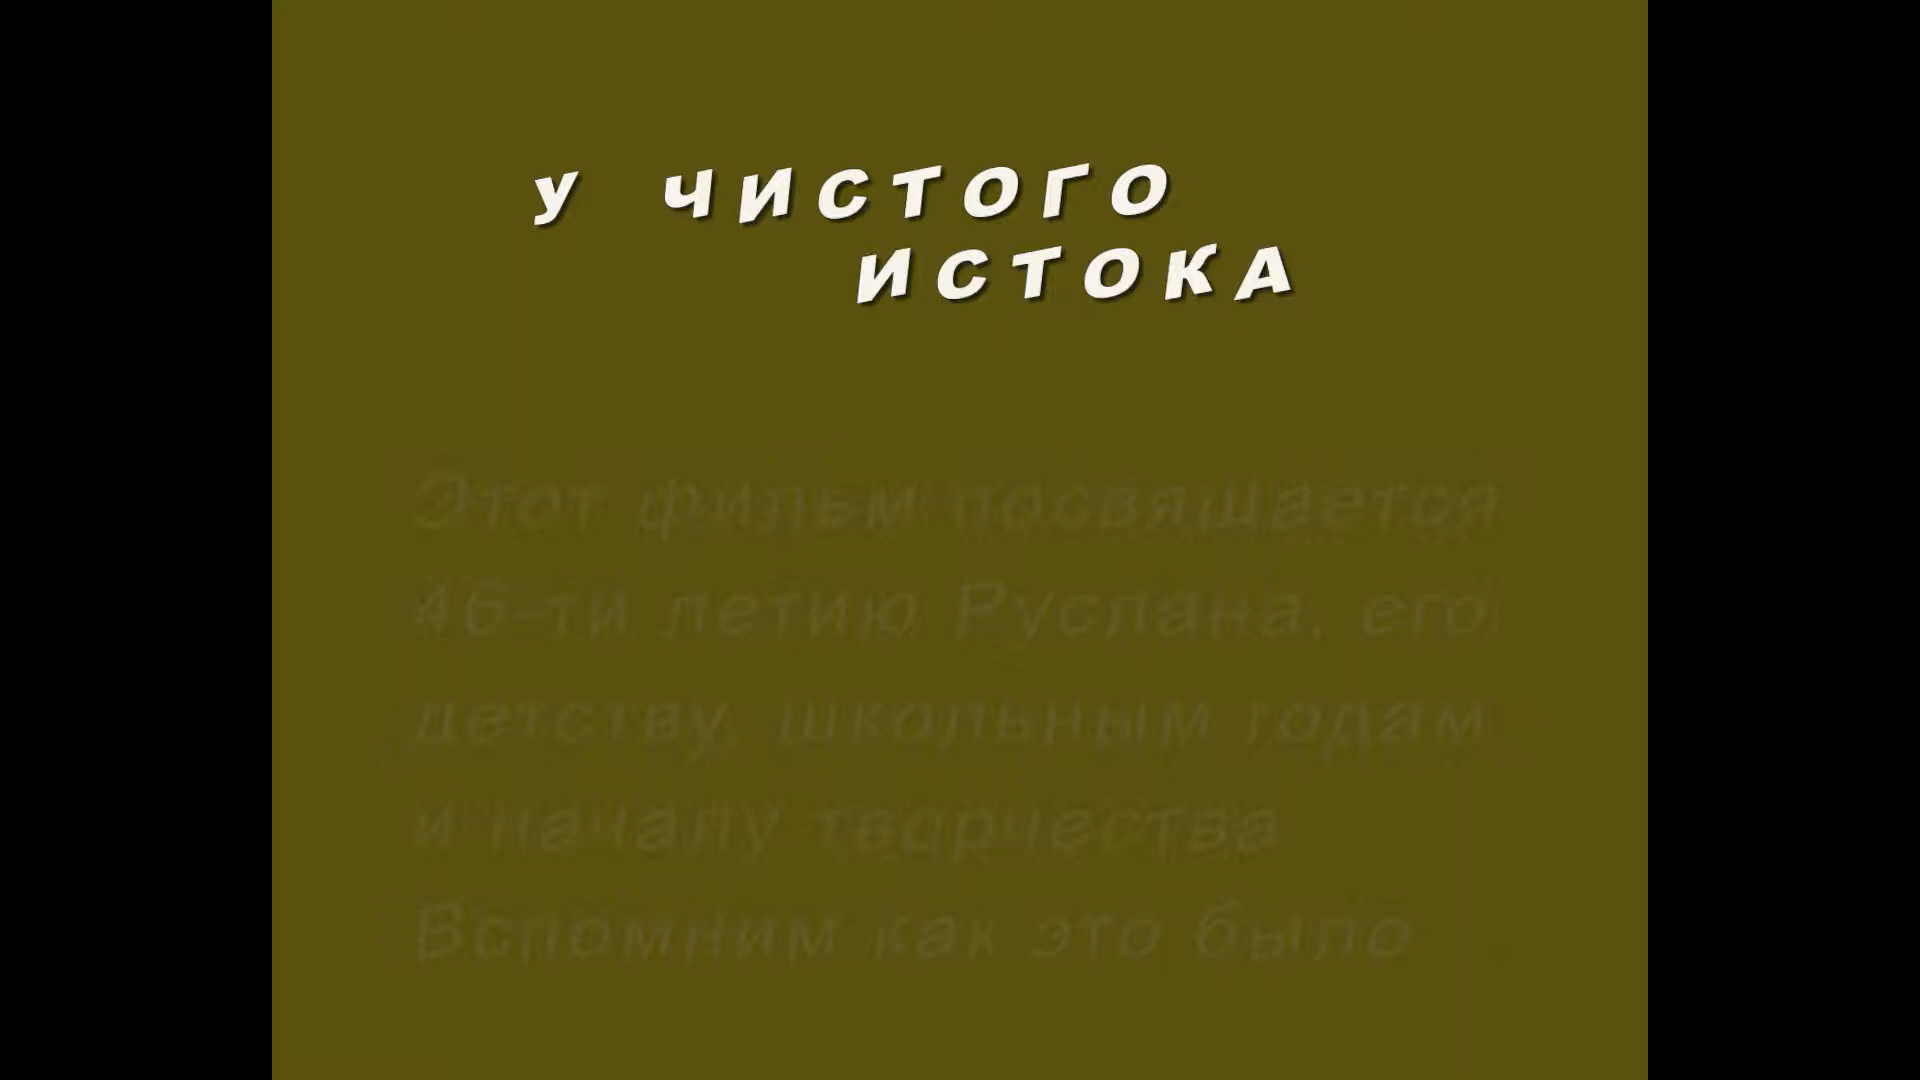 У ЧИСТОГО
ИСТОКА
Этот фильм посвящается
46-ти летию Руслана, его
детству, школьным годам
и началу творчества
Вспомним как это было...